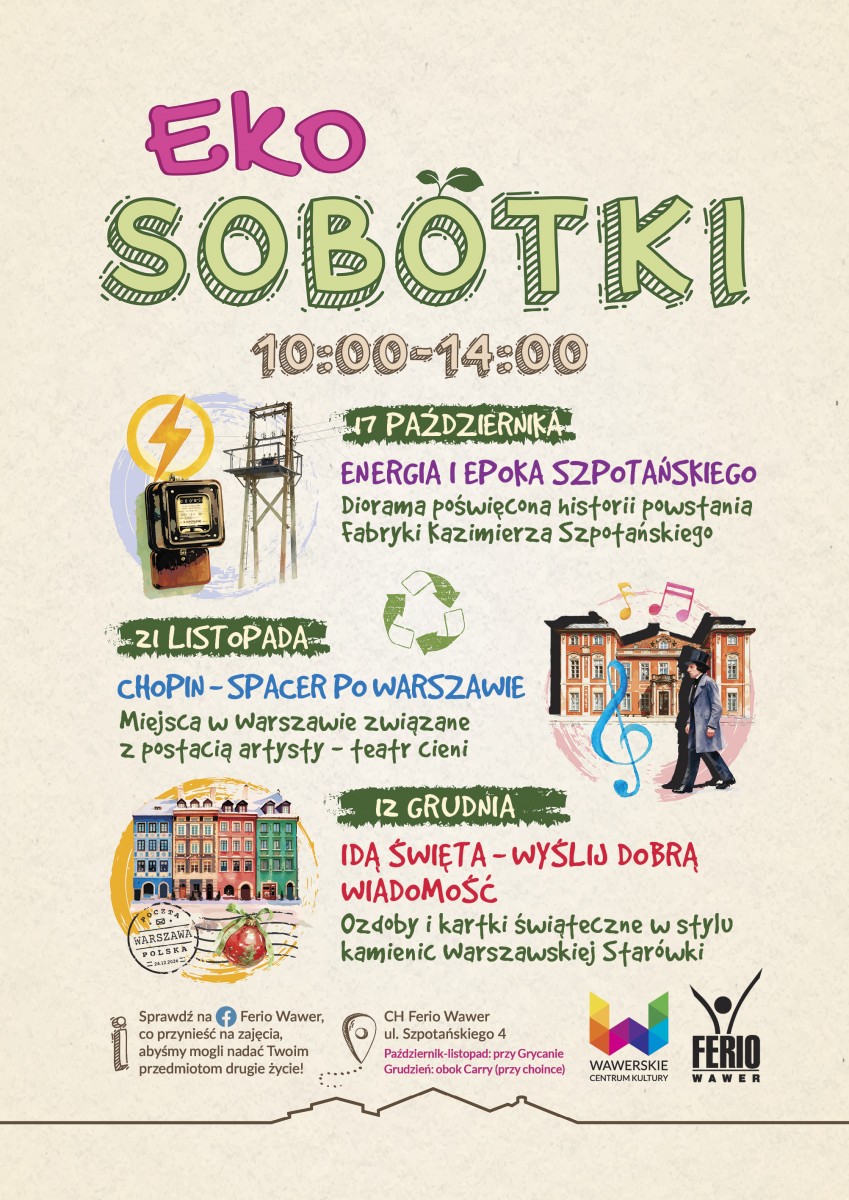 Eko
SOBOTKI
10:00-14:00
17 PAŹDZIERNIKA
ENERGIA I EPOKA SZPOTAŃSKIEGO
Diorama poświęcona historii powstania
Fabryki Kazimierza Szpotańskiego
21 LISTOPADA
CHOPIN – SPACER PO WARSZAWIE
Miejsca w Warszawie związane
z postacią artysty – teatr cieni
12 GRUDNIA
IDĄ ŚWIĘTA – WYŚLIJ DOBRĄ
WIADOMOŚĆ
Ozdoby i kartki świąteczne w stylu
kamienic Warszawskiej Starówki
POCZTA
WARSZAWA
POLSKA
24.12.2026
Sprawdź na Ferio Wawer,
co przynieść na zajęcia,
abyśmy mogli nadać Twoim
przedmiotom drugie życie!
CH Ferio Wawer
ul. Szpotańskiego 4
Październik-listopad: przy Grycanie
Grudzień: obok Carry (przy choince)
WAWERSKIE
CENTRUM KULTURY
FERIO
WAWER